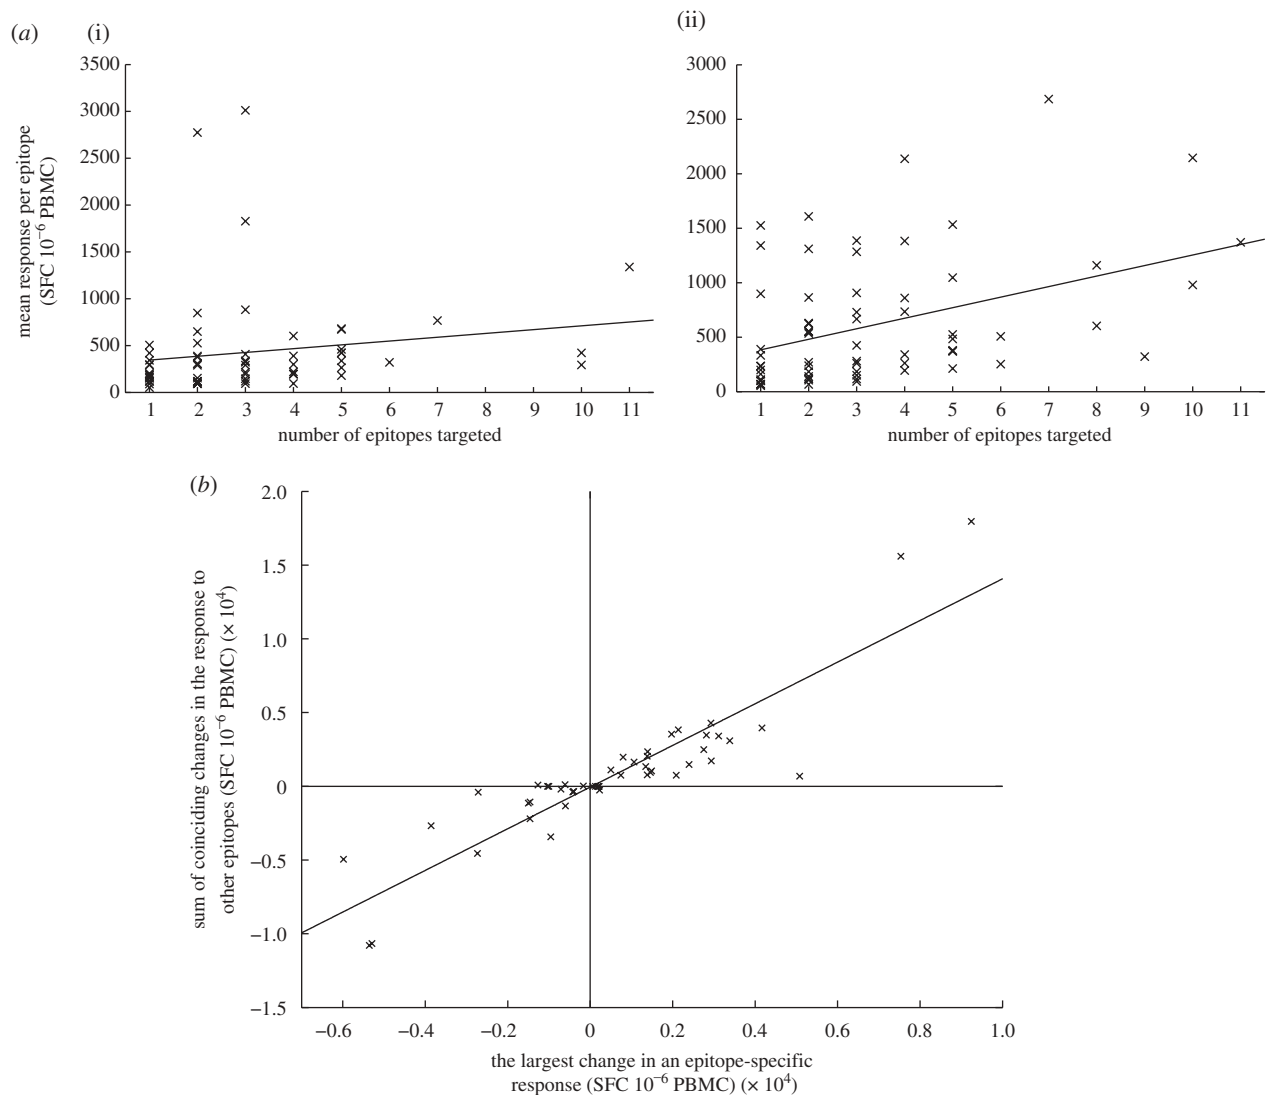 (a)
(i)
3500
3000
2500
2000
1500
1000
500
0
mean response per epitope
(SFC 10⁻⁶ PBMC)
1 2 3 4 5 6 7 8 9 10 11
number of epitopes targeted
(ii)
3000
2500
2000
1500
1000
500
0
1 2 3 4 5 6 7 8 9 10 11
number of epitopes targeted
(b)
2.0
1.5
1.0
0.5
0
−0.5
−1.0
−1.5
sum of coinciding changes in the response to
other epitopes (SFC 10⁻⁶ PBMC) (× 10⁴)
−0.6 −0.4 −0.2 0 0.2 0.4 0.6 0.8 1.0
the largest change in an epitope-specific
response (SFC 10⁻⁶ PBMC) (× 10⁴)